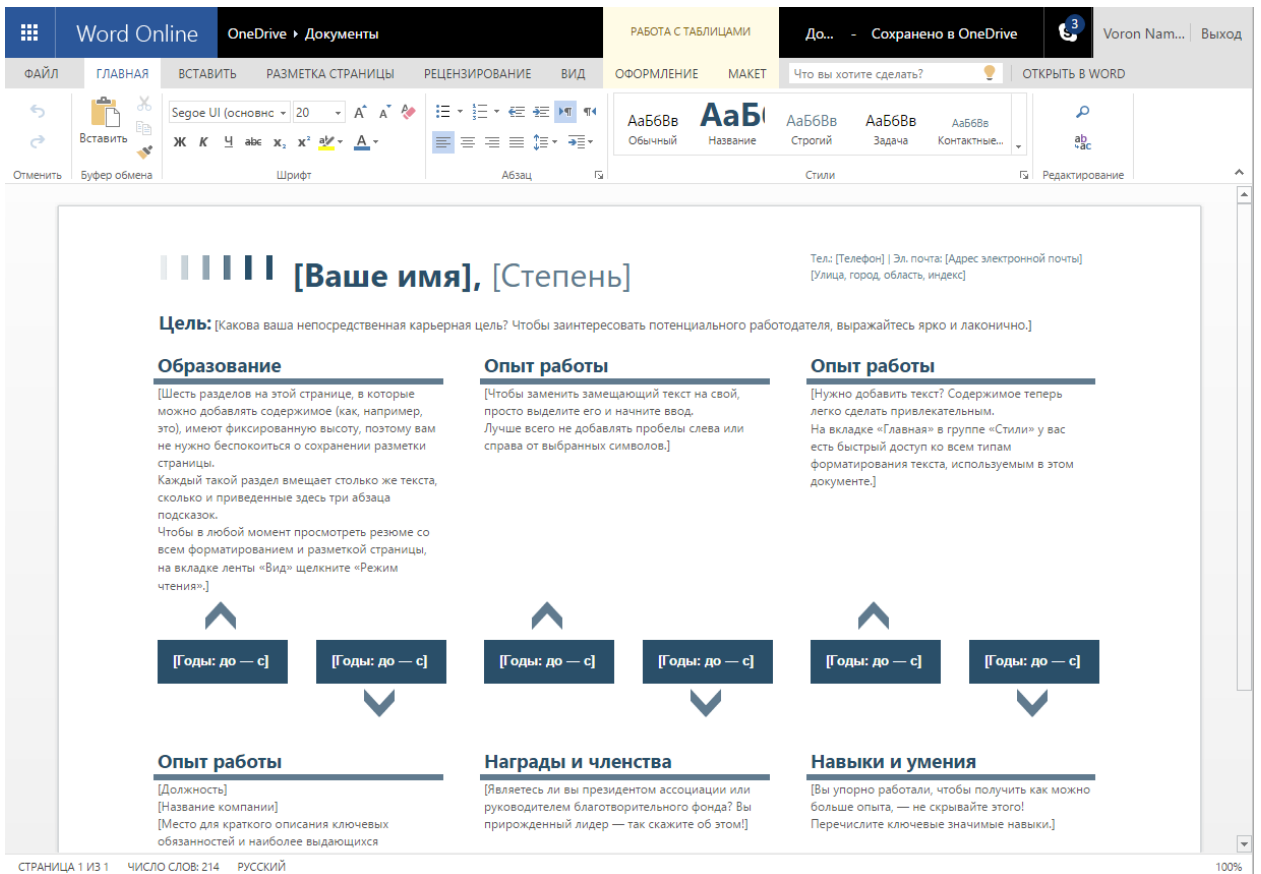 Word Online OneDrive ▸ Документы РАБОТА С ТАБЛИЦАМИ До... - Сохранено в OneDrive 3 Voron Nam... Выход
ФАЙЛ ГЛАВНАЯ ВСТАВИТЬ РАЗМЕТКА СТРАНИЦЫ РЕЦЕНЗИРОВАНИЕ ВИД ОФОРМЛЕНИЕ МАКЕТ Что вы хотите сделать? ОТКРЫТЬ В WORD
Segoe UI (основнс 20 A A
Вставить
Ж К Ч abc x₂ x² aby A
АаБбВв АаБ АаБбВв АаБбВв АаБбВв
Обычный Название Строгий Задача Контактные...
ab
ac
Отменить Буфер обмена Шрифт Абзац Стили Редактирование
[Ваше имя], [Степень]
Тел.: [Телефон] | Эл. почта: [Адрес электронной почты]
[Улица, город, область, индекс]
Цель: [Какова ваша непосредственная карьерная цель? Чтобы заинтересовать потенциального работодателя, выражайтесь ярко и лаконично.]
Образование
[Шесть разделов на этой странице, в которые
можно добавлять содержимое (как, например,
это), имеют фиксированную высоту, поэтому вам
не нужно беспокоиться о сохранении разметки
страницы.
Каждый такой раздел вмещает столько же текста,
сколько и приведенные здесь три абзаца
подсказок.
Чтобы в любой момент просмотреть резюме со
всем форматированием и разметкой страницы,
на вкладке ленты «Вид» щелкните «Режим
чтения».]
Опыт работы
[Чтобы заменить замещающий текст на свой,
просто выделите его и начните ввод.
Лучше всего не добавлять пробелы слева или
справа от выбранных символов.]
Опыт работы
[Нужно добавить текст? Содержимое теперь
легко сделать привлекательным.
На вкладке «Главная» в группе «Стили» у вас
есть быстрый доступ ко всем типам
форматирования текста, используемым в этом
документе.]
[Годы: до — с] [Годы: до — с] [Годы: до — с] [Годы: до — с] [Годы: до — с] [Годы: до — с]
Опыт работы
[Должность]
[Название компании]
[Место для краткого описания ключевых
обязанностей и наиболее выдающихся
Награды и членства
[Являетесь ли вы президентом ассоциации или
руководителем благотворительного фонда? Вы
прирожденный лидер — так скажите об этом!]
Навыки и умения
[Вы упорно работали, чтобы получить как можно
больше опыта, — не скрывайте этого!
Перечислите ключевые значимые навыки.]
СТРАНИЦА 1 ИЗ 1 ЧИСЛО СЛОВ: 214 РУССКИЙ 100%